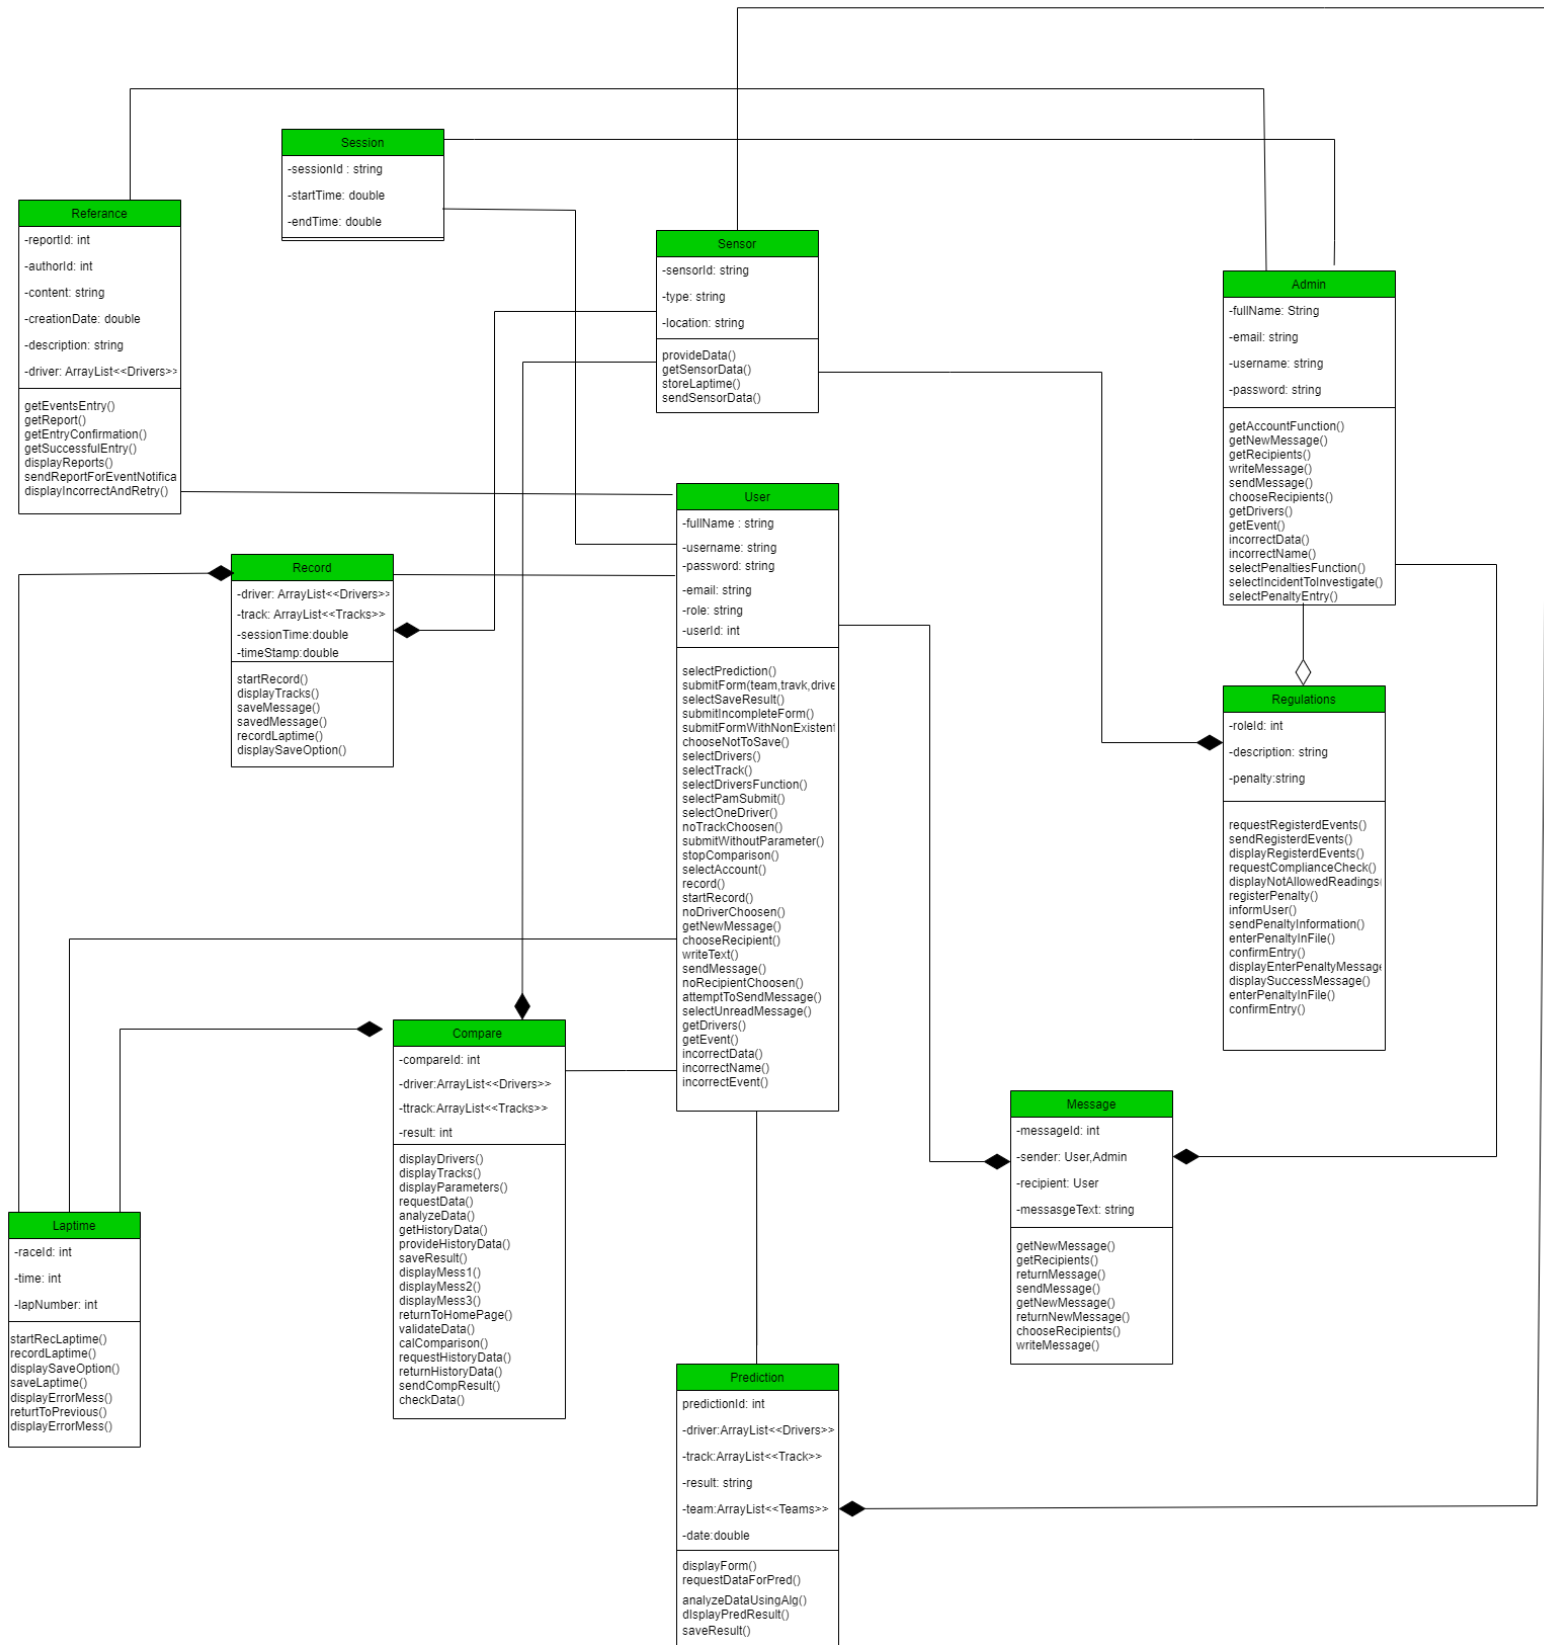 Session
-sessionId : string
-startTime: double
-endTime: double
Referance
-reportId: int
-authorId: int
-content: string
-creationDate: double
-description: string
-driver: ArrayList<<Drivers>>
getEventsEntry()
getReport()
getEntryConfirmation()
getSuccessfulEntry()
displayReports()
sendReportForEventNotifica
displayIncorrectAndRetry()
Sensor
-sensorId: string
-type: string
-location: string
provideData()
getSensorData()
storeLaptime()
sendSensorData()
Admin
-fullName: String
-email: string
-username: string
-password: string
getAccountFunction()
getNewMessage()
getRecipients()
writeMessage()
sendMessage()
chooseRecipients()
getDrivers()
getEvent()
incorrectData()
incorrectName()
selectPenaltiesFunction()
selectIncidentToInvestigate()
selectPenaltyEntry()
Record
-driver: ArrayList<<Drivers>>
-track: ArrayList<<Tracks>>
-sessionTime:double
-timeStamp:double
startRecord()
displayTracks()
saveMessage()
savedMessage()
recordLaptime()
displaySaveOption()
User
-fullName : string
-username: string
-password: string
-email: string
-role: string
-userId: int
selectPrediction()
submitForm(team,travk,drive
selectSaveResult()
submitIncompleteForm()
submitFormWithNonExistent
chooseNotToSave()
selectDrivers()
selectTrack()
selectDriversFunction()
selectPamSubmit()
selectOneDriver()
noTrackChoosen()
submitWithoutParameter()
stopComparison()
selectAccount()
record()
startRecord()
noDriverChoosen()
getNewMessage()
chooseRecipient()
writeText()
sendMessage()
noRecipientChoosen()
attemptToSendMessage()
selectUnreadMessage()
getDrivers()
getEvent()
incorrectData()
incorrectName()
incorrectEvent()
Regulations
-roleId: int
-description: string
-penalty:string
requestRegisterdEvents()
sendRegisterdEvents()
displayRegisterdEvents()
requestComplianceCheck()
displayNotAllowedReadings(
registerPenalty()
informUser()
sendPenaltyInformation()
enterPenaltyInFile()
confirmEntry()
displayEnterPenaltyMessage
displaySuccessMessage()
enterPenaltyInFile()
confirmEntry()
Compare
-compareId: int
-driver:ArrayList<<Drivers>>
-ttrack:ArrayList<<Tracks>>
-result: int
displayDrivers()
displayTracks()
displayParameters()
requestData()
analyzeData()
getHistoryData()
provideHistoryData()
saveResult()
displayMess1()
displayMess2()
displayMess3()
returnToHomePage()
validateData()
calComparison()
requestHistoryData()
returnHistoryData()
sendCompResult()
checkData()
Message
-messageId: int
-sender: User,Admin
-recipient: User
-messasgeText: string
getNewMessage()
getRecipients()
returnMessage()
sendMessage()
getNewMessage()
returnNewMessage()
chooseRecipients()
writeMessage()
Laptime
-raceId: int
-time: int
-lapNumber: int
startRecLaptime()
recordLaptime()
displaySaveOption()
saveLaptime()
displayErrorMess()
returtToPrevious()
displayErrorMess()
Prediction
predictionId: int
-driver:ArrayList<<Drivers>>
-track:ArrayList<<Track>>
-result: string
-team:ArrayList<<Teams>>
-date:double
displayForm()
requestDataForPred()
analyzeDataUsingAlg()
dIsplayPredResult()
saveResult()